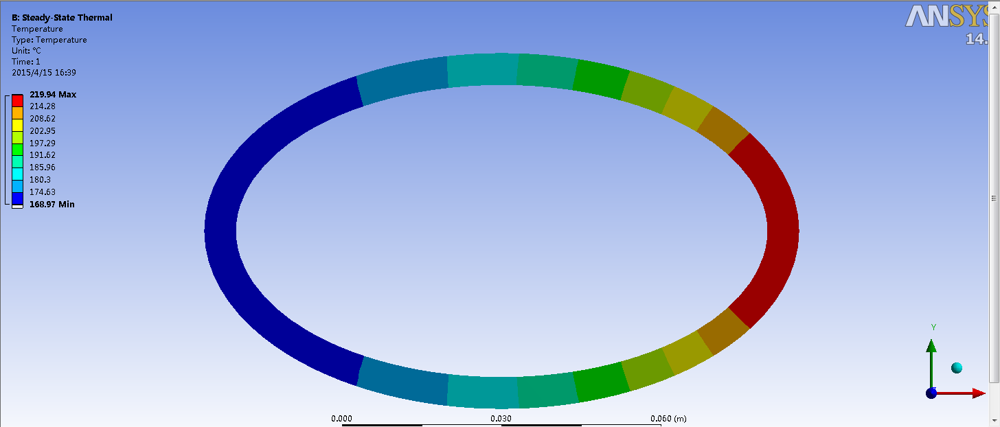 B: Steady-State Thermal
Temperature
Type: Temperature
Unit: °C
Time: 1
2015/4/15 16:39
219.94 Max
214.28
208.62
202.95
197.29
191.62
185.96
180.3
174.63
168.97 Min
ANSYS
14.
Y
0.000 0.030 0.060 (m)